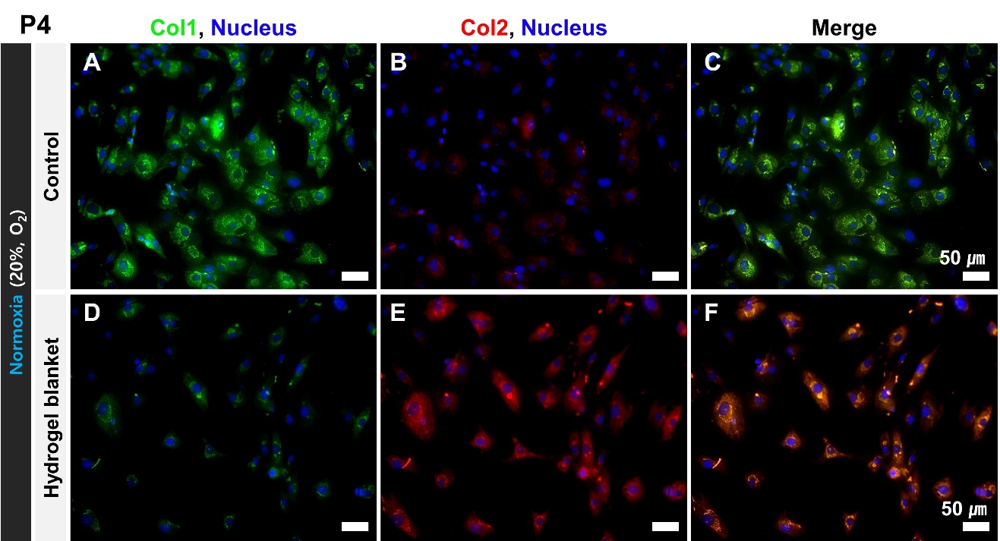 P4
Col1, Nucleus
Col2, Nucleus
Merge
Normoxia (20%, O₂)
Control
A
B
C
50 ㎛
Hydrogel blanket
D
E
F
50 ㎛